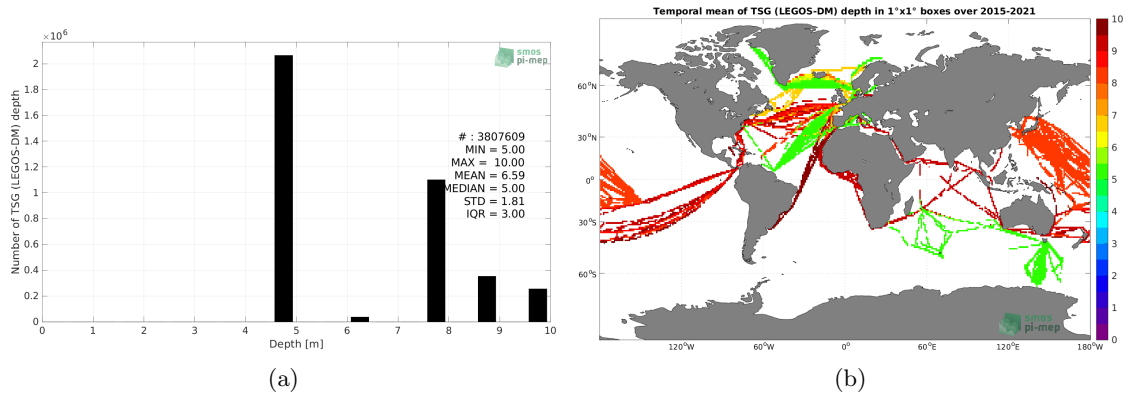 ×10^6
smos
pi-mep
2
1.8
1.6
1.4
1.2
1
0.8
0.6
0.4
0.2
0
Number of TSG (LEGOS-DM) depth
# : 3807609
MIN = 5.00
MAX = 10.00
MEAN = 6.59
MEDIAN = 5.00
STD = 1.81
IQR = 3.00
0 1 2 3 4 5 6 7 8 9 10
Depth [m]
(a)
Temporal mean of TSG (LEGOS-DM) depth in 1°x1° boxes over 2015-2021
60°N
30°N
0°
30°S
60°S
120°W 60°W 0° 60°E 120°E 180°W
smos
pi-mep
10
9
8
7
6
5
4
3
2
1
0
(b)